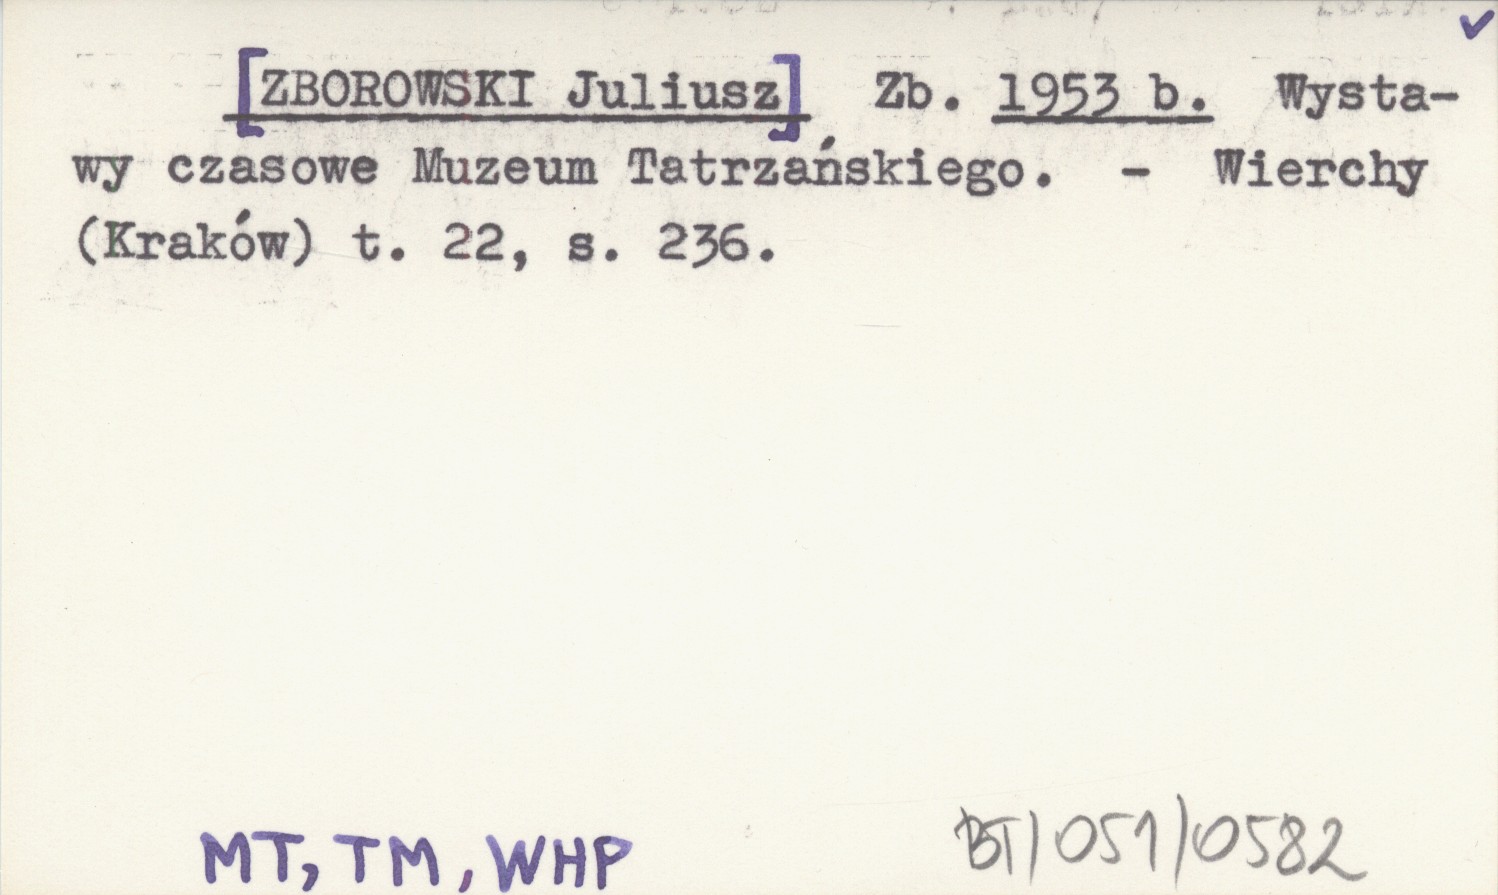 [ZBOROWSKI Juliusz] Zb. 1953 b. Wysta-
wy czasowe Muzeum Tatrzańskiego. - Wierchy
(Kraków) t. 22, s. 236.
MT, TM, WHP
BT/051/0582